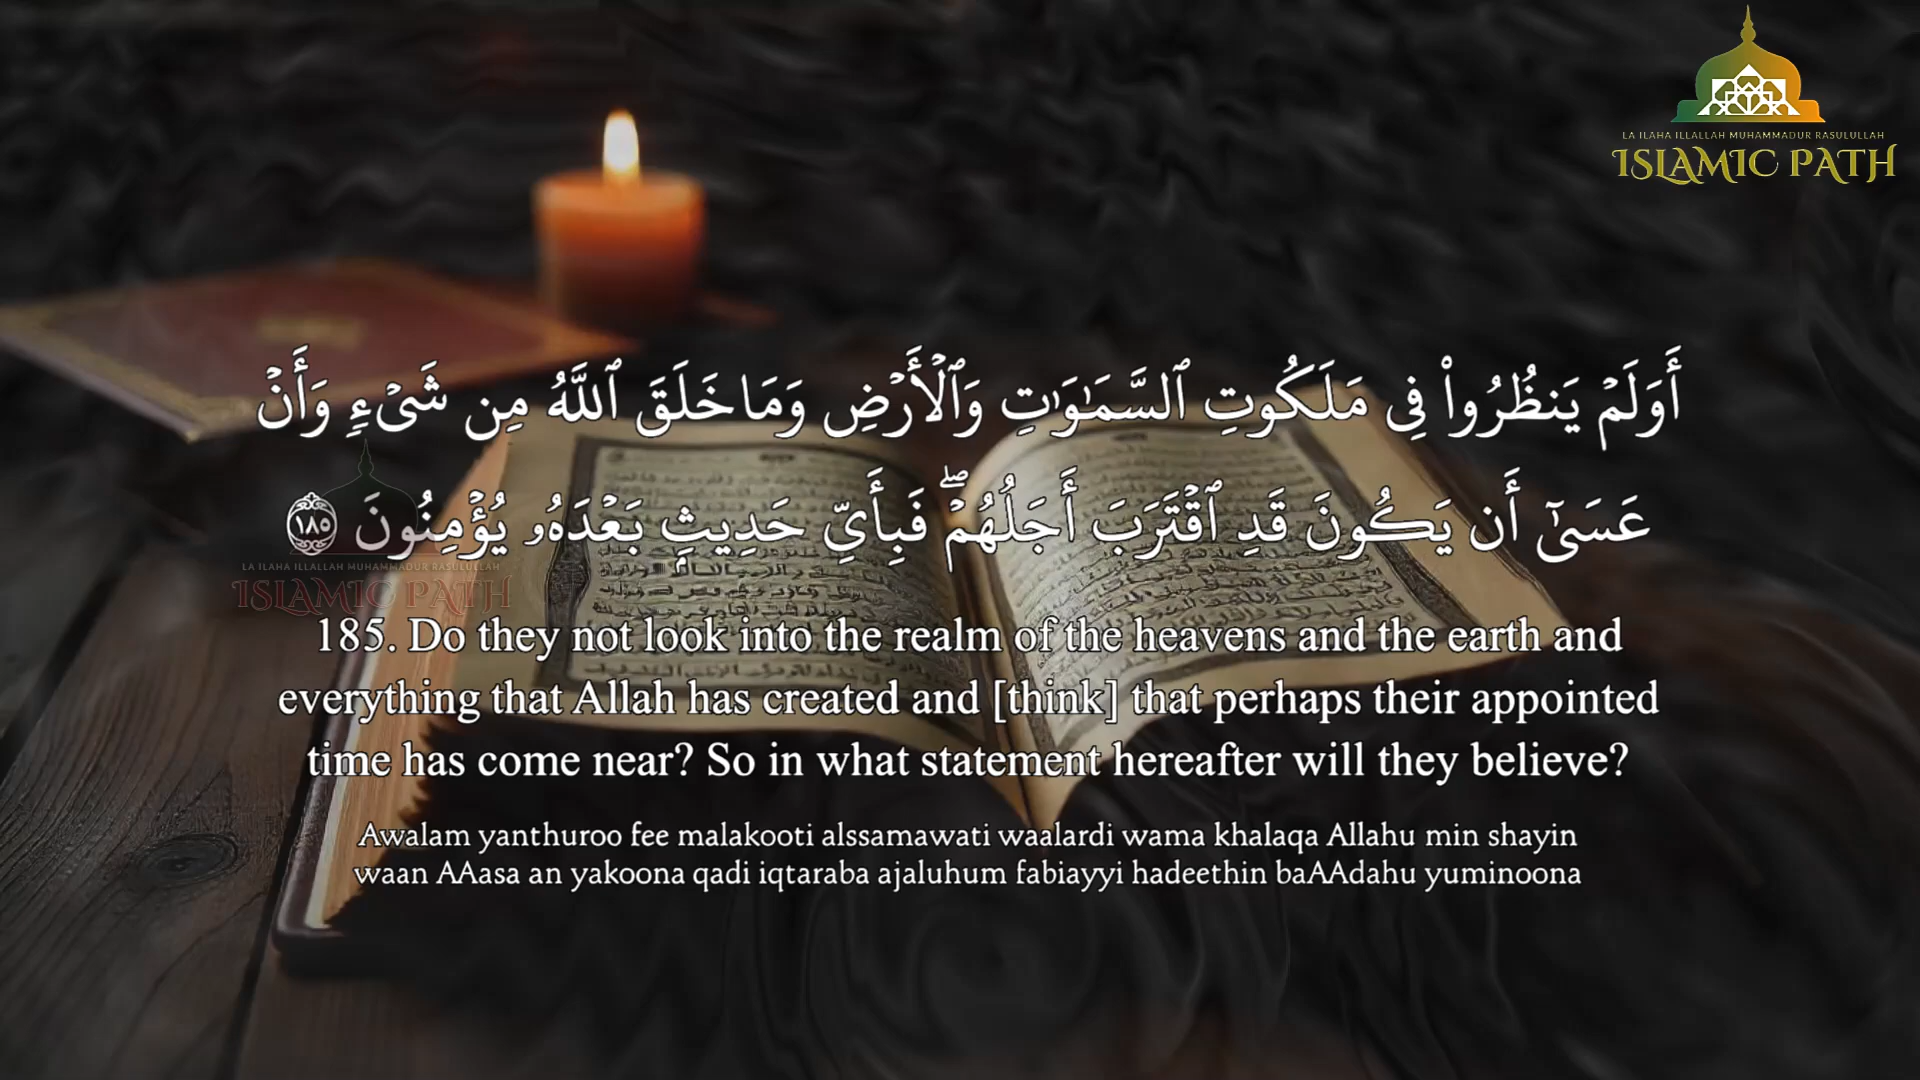 LA ILAHA ILLALLAH MUHAMMADUR RASULULLAH
ISLAMIC PATH
أَوَلَمْ يَنظُرُوا۟ فِى مَلَكُوتِ ٱلسَّمَـٰوَٰتِ وَٱلْأَرْضِ وَمَا خَلَقَ ٱللَّهُ مِن شَىْءٍ وَأَنْ
عَسَىٰٓ أَن يَكُونَ قَدِ ٱقْتَرَبَ أَجَلُهُمْ ۖ فَبِأَىِّ حَدِيثٍۭ بَعْدَهُۥ يُؤْمِنُونَ ١٨٥
LA ILAHA ILLALLAH MUHAMMADUR RASULULLAH
ISLAMIC PATH
185. Do they not look into the realm of the heavens and the earth and
everything that Allah has created and [think] that perhaps their appointed
time has come near? So in what statement hereafter will they believe?
Awalam yanthuroo fee malakooti alssamawati waalardi wama khalaqa Allahu min shayin
waan AAasa an yakoona qadi iqtaraba ajaluhum fabiayyi hadeethin baAAdahu yuminoona